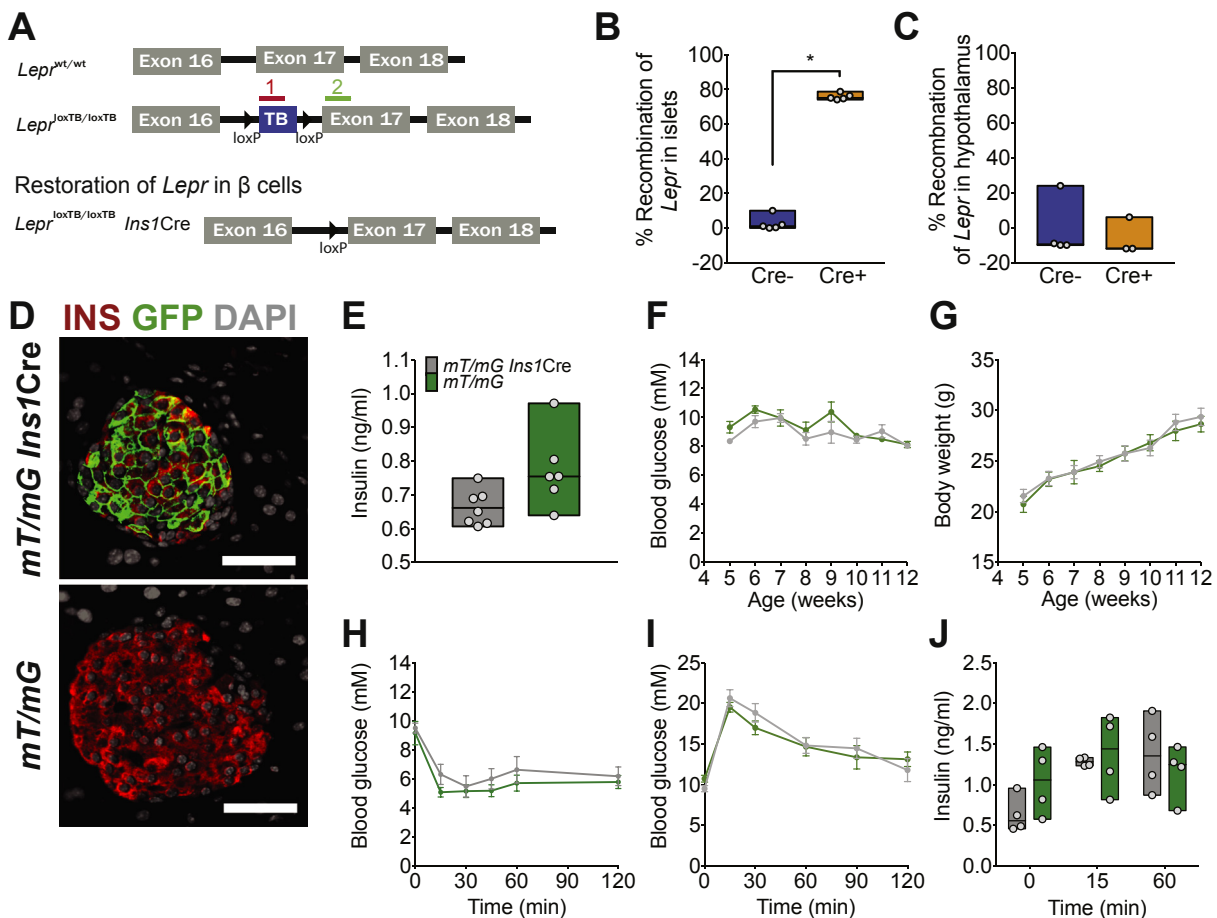 A
Lepr^wt/wt
Exon 16 Exon 17 Exon 18
1 2
Lepr^loxTB/loxTB
Exon 16 TB Exon 17 Exon 18
loxP loxP
Restoration of Lepr in β cells
Lepr^loxTB/loxTB Ins1Cre
Exon 16 Exon 17 Exon 18
loxP
B
% Recombination of
Lepr in islets
100
80
60
40
20
0
-20
*
Cre- Cre+
C
% Recombination
of Lepr in hypothalamus
100
80
60
40
20
0
-20
Cre- Cre+
D
INS GFP DAPI
mT/mG Ins1Cre
mT/mG
E
Insulin (ng/ml)
1.1
1.0
0.9
0.8
0.7
0.6
0.5
mT/mG Ins1Cre
mT/mG
F
Blood glucose (mM)
14
12
10
8
6
4
2
0
4 5 6 7 8 9 10 11 12
Age (weeks)
G
Body weight (g)
35
30
25
20
15
4 5 6 7 8 9 10 11 12
Age (weeks)
H
Blood glucose (mM)
14
12
10
8
6
4
2
0
0 30 60 90 120
Time (min)
I
Blood glucose (mM)
25
20
15
10
5
0
0 30 60 90 120
Time (min)
J
Insulin (ng/ml)
2.5
2.0
1.5
1.0
0.5
0.0
0 15 60
Time (min)